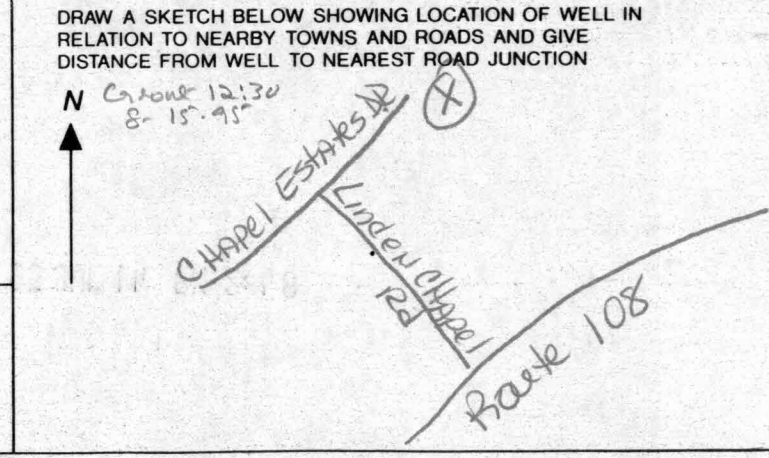 DRAW A SKETCH BELOW SHOWING LOCATION OF WELL IN
RELATION TO NEARBY TOWNS AND ROADS AND GIVE
DISTANCE FROM WELL TO NEAREST ROAD JUNCTION
N
Grout 12:30
8-15-95
X
CHAPEL EStAtes DR
LindeN CHAPel
Rd
Route 108